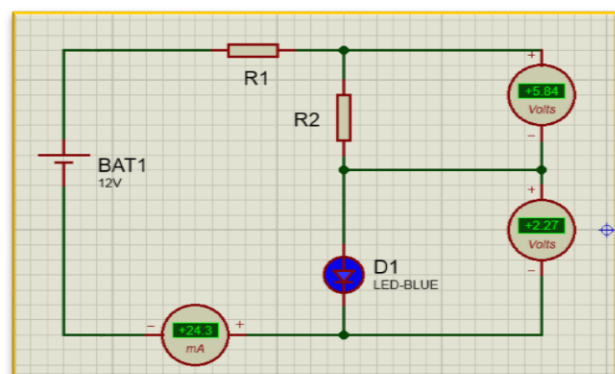 +
R1
+5.84
Volts
R2
−
BAT1
12V
+
+2.27
Volts
−
D1
LED-BLUE
−
+24.3
+
mA